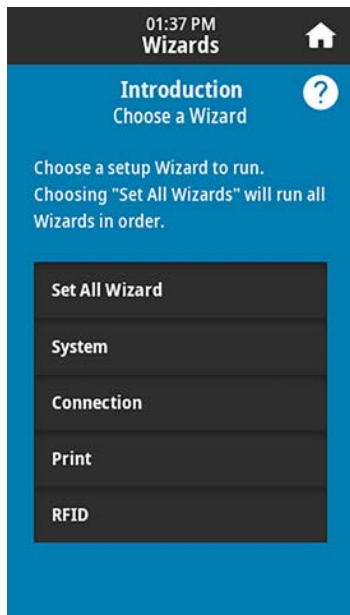 01:37 PM
Wizards
Introduction
?
Choose a Wizard
Choose a setup Wizard to run.
Choosing "Set All Wizards" will run all
Wizards in order.
Set All Wizard
System
Connection
Print
RFID